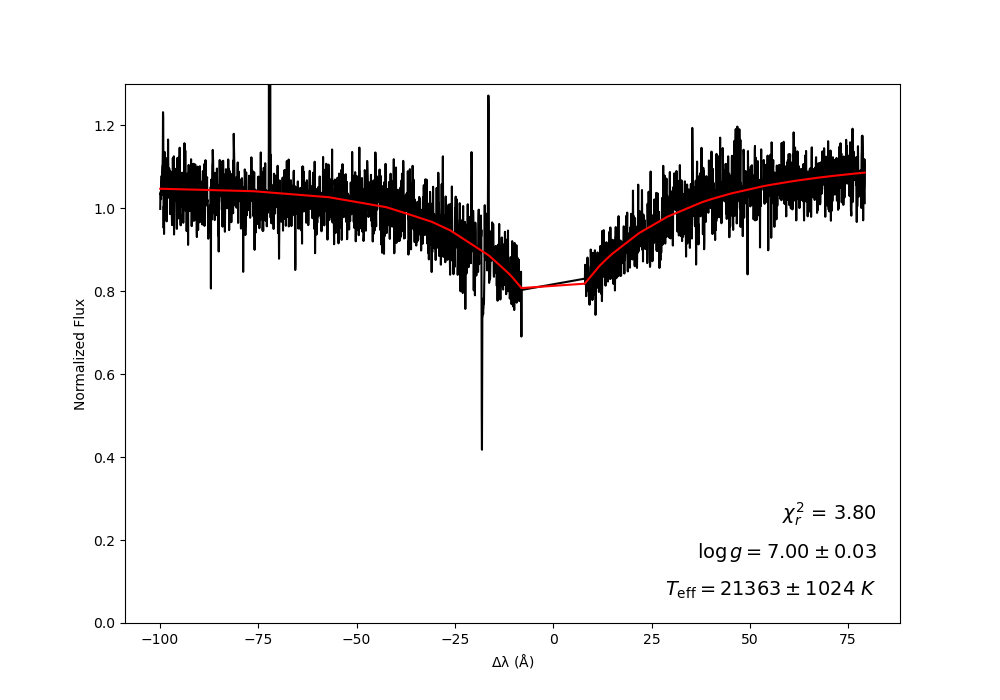 1.2
1.0
0.8
0.6
0.4
0.2
0.0
Normalized Flux
χ²ᵣ = 3.80
log g = 7.00 ± 0.03
T_eff = 21363 ± 1024 K
−100 −75 −50 −25 0 25 50 75
Δλ (Å)